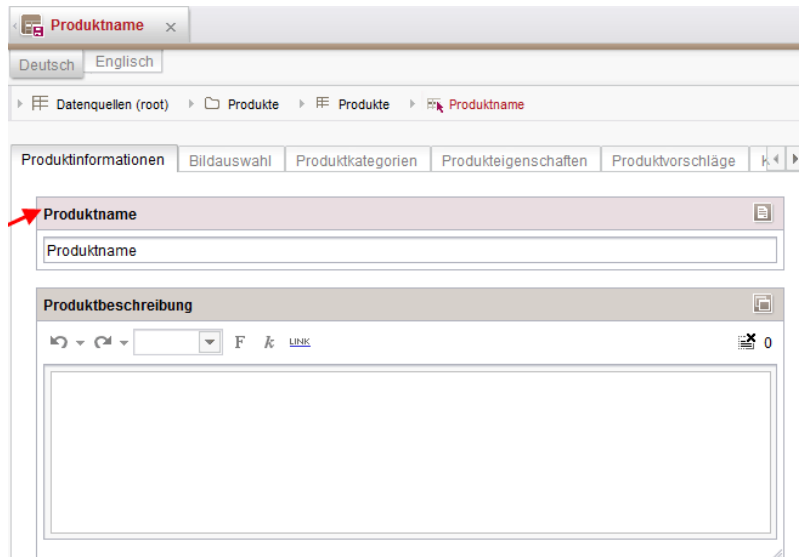 Produktname
Deutsch Englisch
Datenquellen (root) Produkte Produkte Produktname
Produktinformationen Bildauswahl Produktkategorien Produkteigenschaften Produktvorschläge
Produktname
Produktname
Produktbeschreibung
F k LINK 0